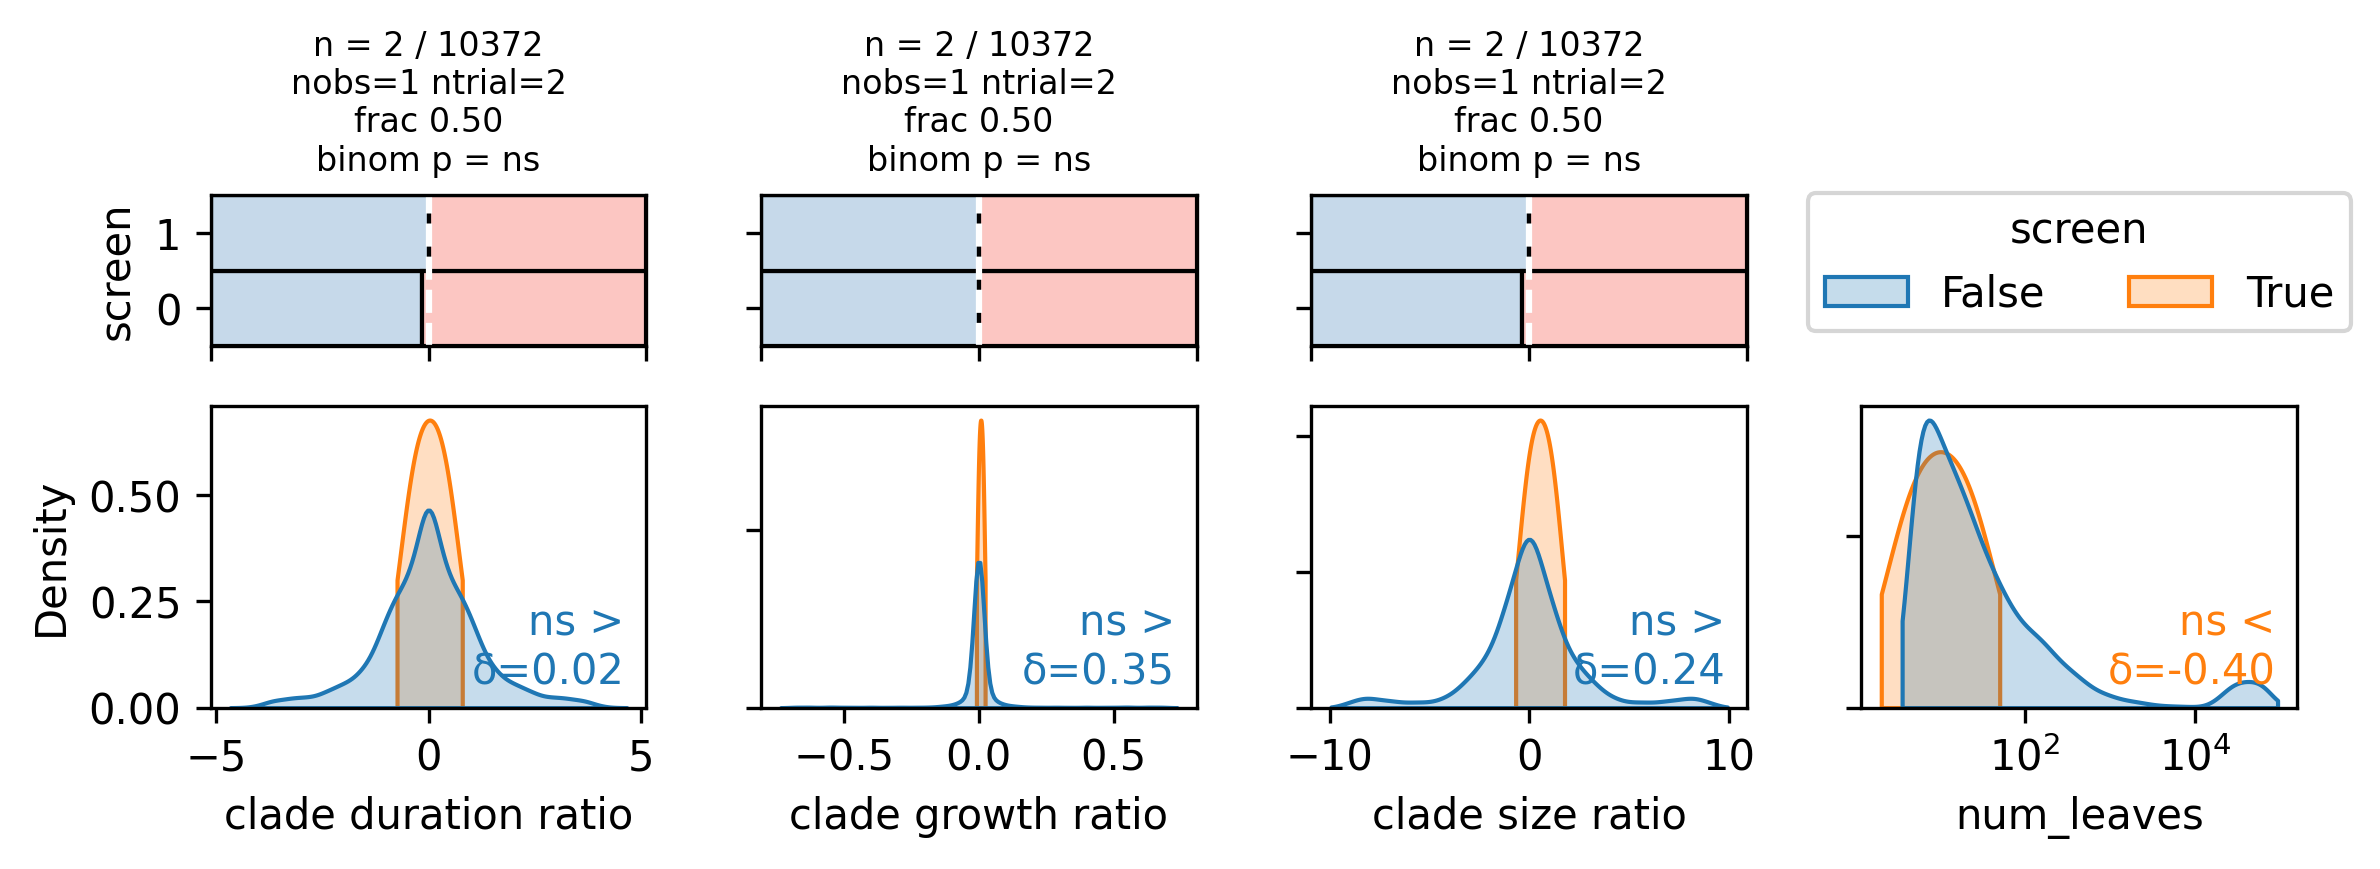 n = 2 / 10372
nobs=1 ntrial=2
frac 0.50
binom p = ns
n = 2 / 10372
nobs=1 ntrial=2
frac 0.50
binom p = ns
n = 2 / 10372
nobs=1 ntrial=2
frac 0.50
binom p = ns
screen
1
0
screen
False
True
Density
0.50
0.25
0.00
ns >
δ=0.02
−5
0
5
clade duration ratio
ns >
δ=0.35
−0.5
0.0
0.5
clade growth ratio
ns >
δ=0.24
−10
0
10
clade size ratio
ns <
δ=-0.40
10²
10⁴
num_leaves